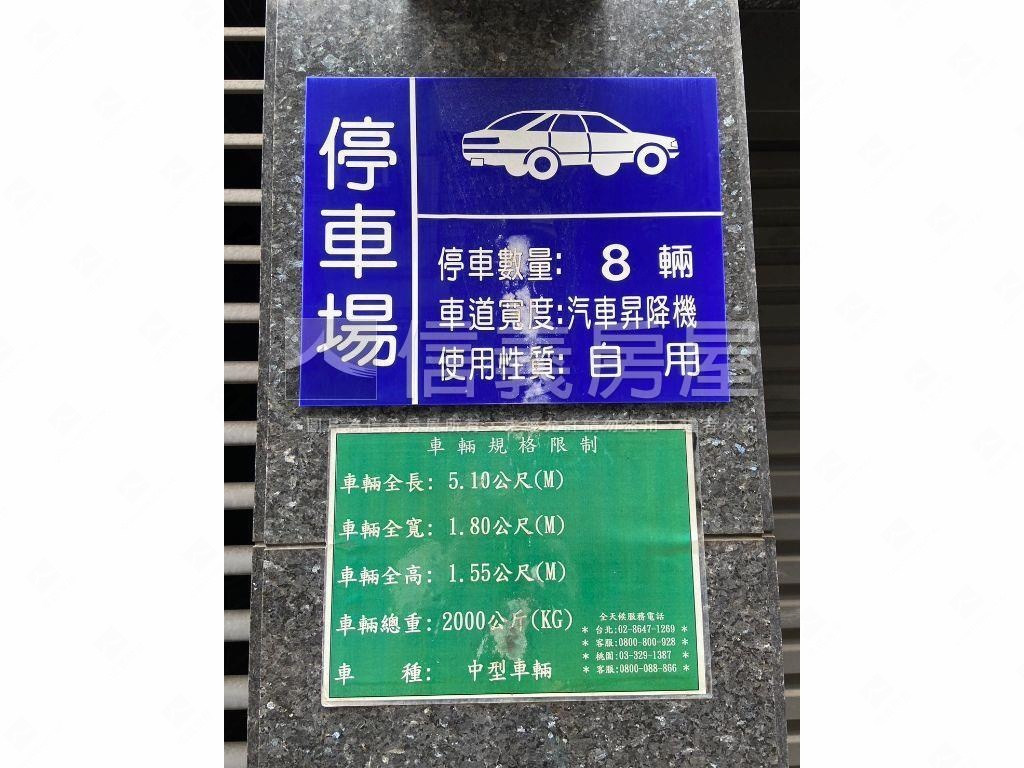 停車場
停車數量: 8 輛
車道寬度:汽車昇降機
使用性質: 自用
信義房屋
車輛規格限制
車輛全長: 5.10公尺(M)
車輛全寬: 1.80公尺(M)
車輛全高: 1.55公尺(M)
車輛總重: 2000公斤(KG)
車 種: 中型車輛
全天候服務電話
* 台北:02-8647-1269 *
* 客服:0800-800-928 *
* 桃園:03-329-1387 *
* 客服:0800-088-866 *